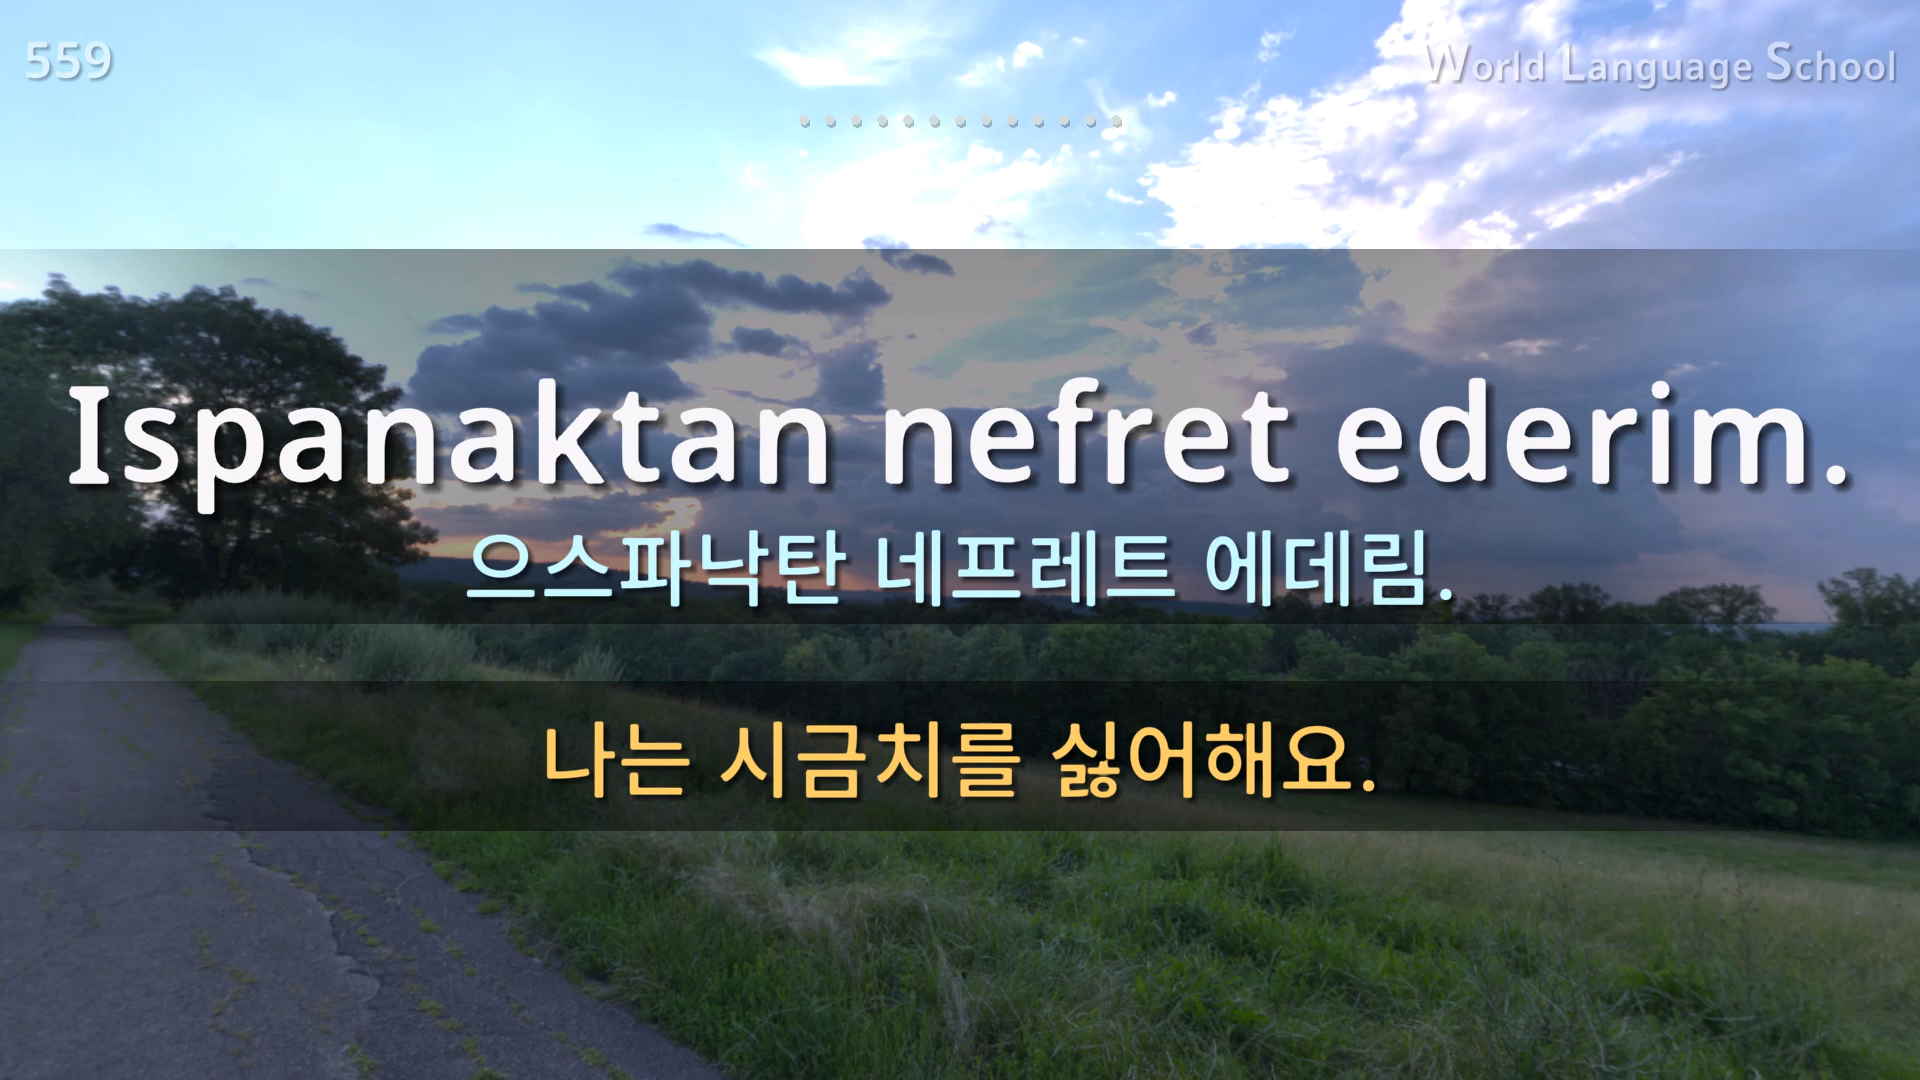 559
World Language School
Ispanaktan nefret ederim.
으스파낙탄 네프레트 에데림.
나는 시금치를 싫어해요.